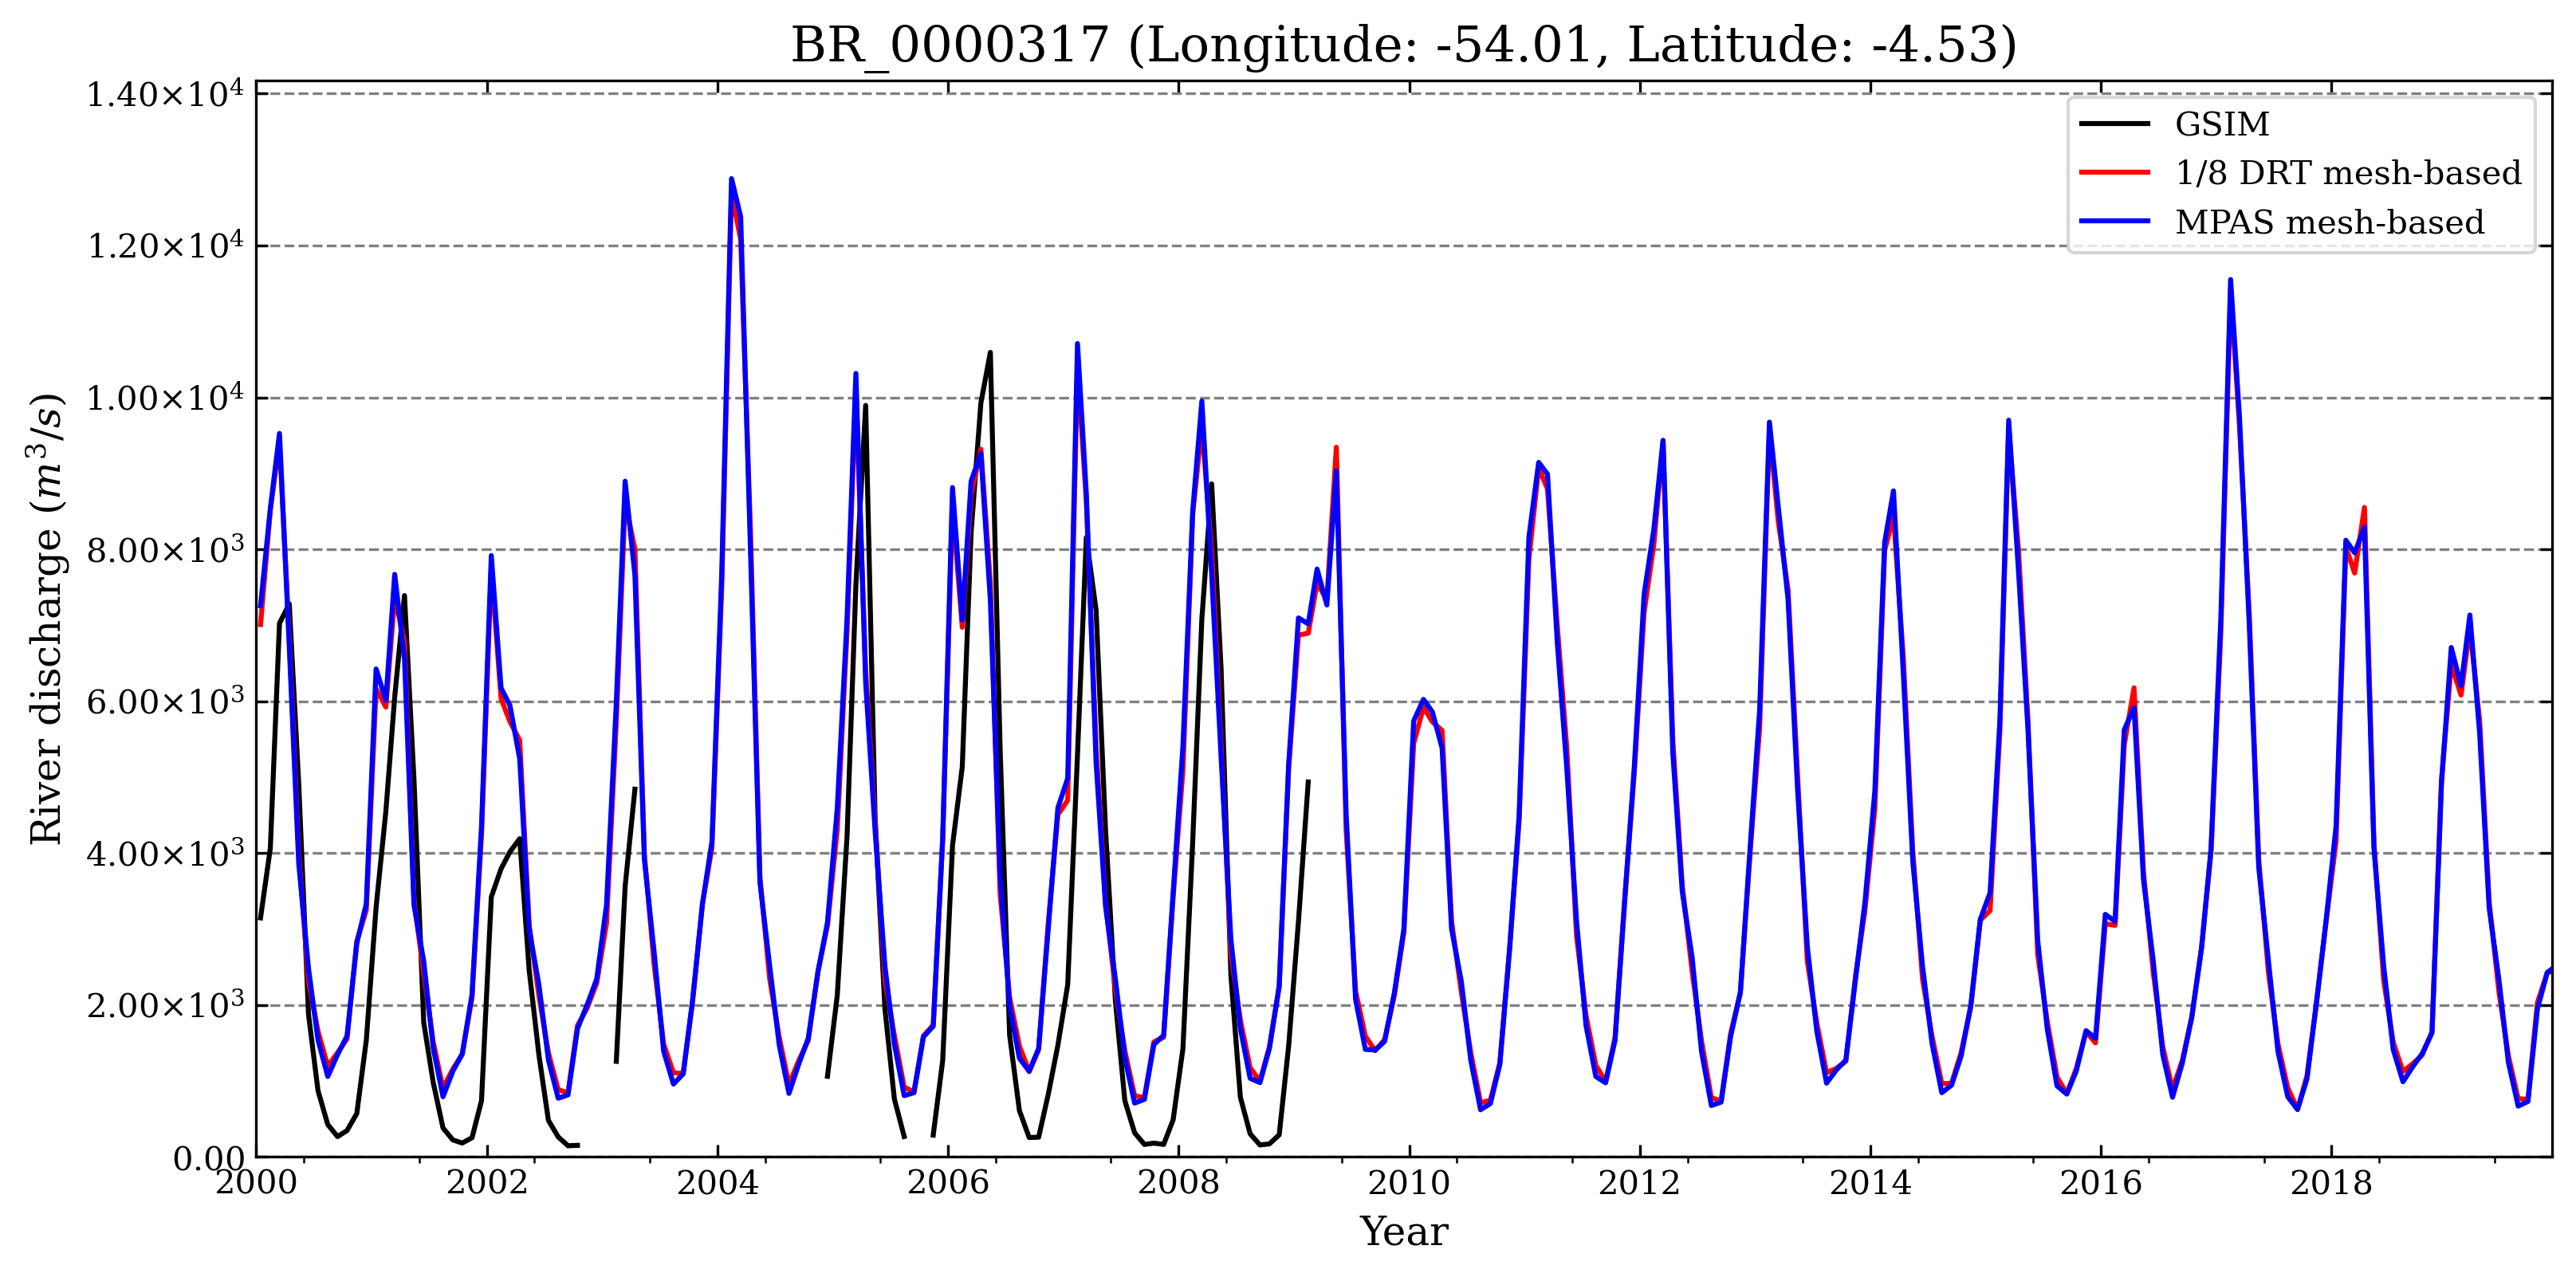 BR_0000317 (Longitude: -54.01, Latitude: -4.53)
1.40×10⁴
1.20×10⁴
1.00×10⁴
8.00×10³
6.00×10³
4.00×10³
2.00×10³
0.00
River discharge (m³/s)
GSIM
1/8 DRT mesh-based
MPAS mesh-based
2000 2002 2004 2006 2008 2010 2012 2014 2016 2018
Year